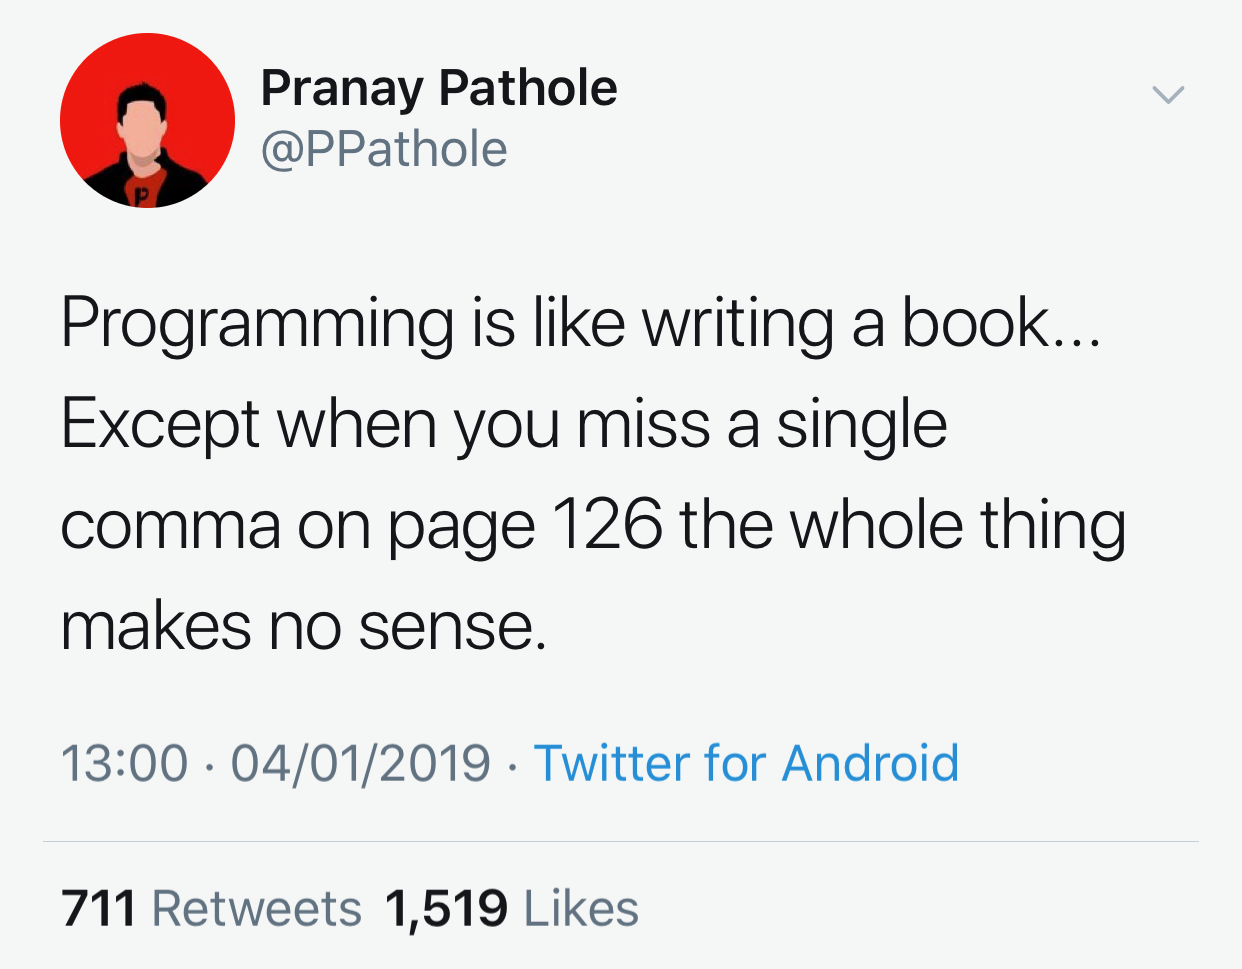 Pranay Pathole
@PPathole
p
Programming is like writing a book...
Except when you miss a single
comma on page 126 the whole thing
makes no sense.
13:00 · 04/01/2019 · Twitter for Android
711 Retweets 1,519 Likes